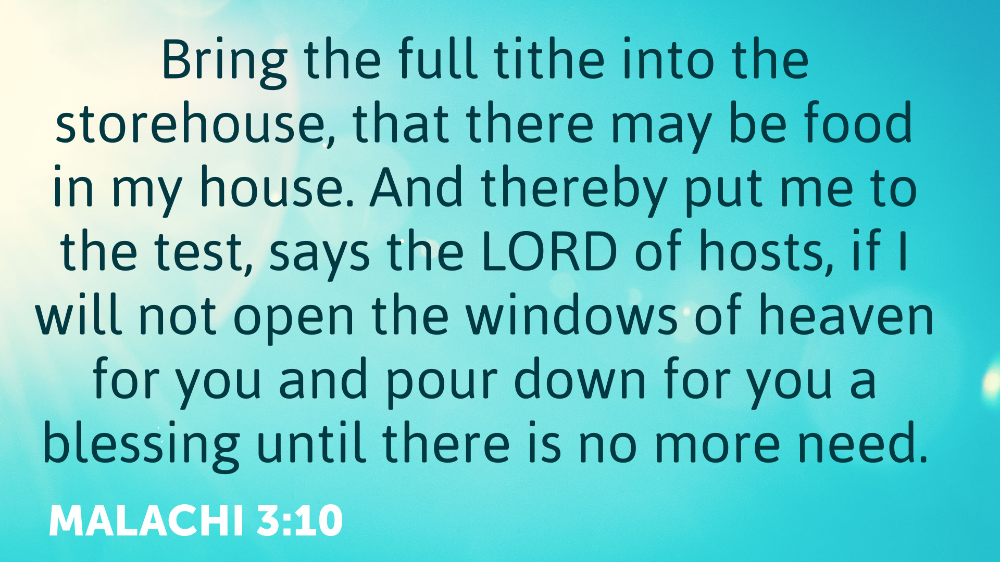 Bring the full tithe into the
storehouse, that there may be food
in my house. And thereby put me to
the test, says the LORD of hosts, if I
will not open the windows of heaven
for you and pour down for you a
blessing until there is no more need.
MALACHI 3:10